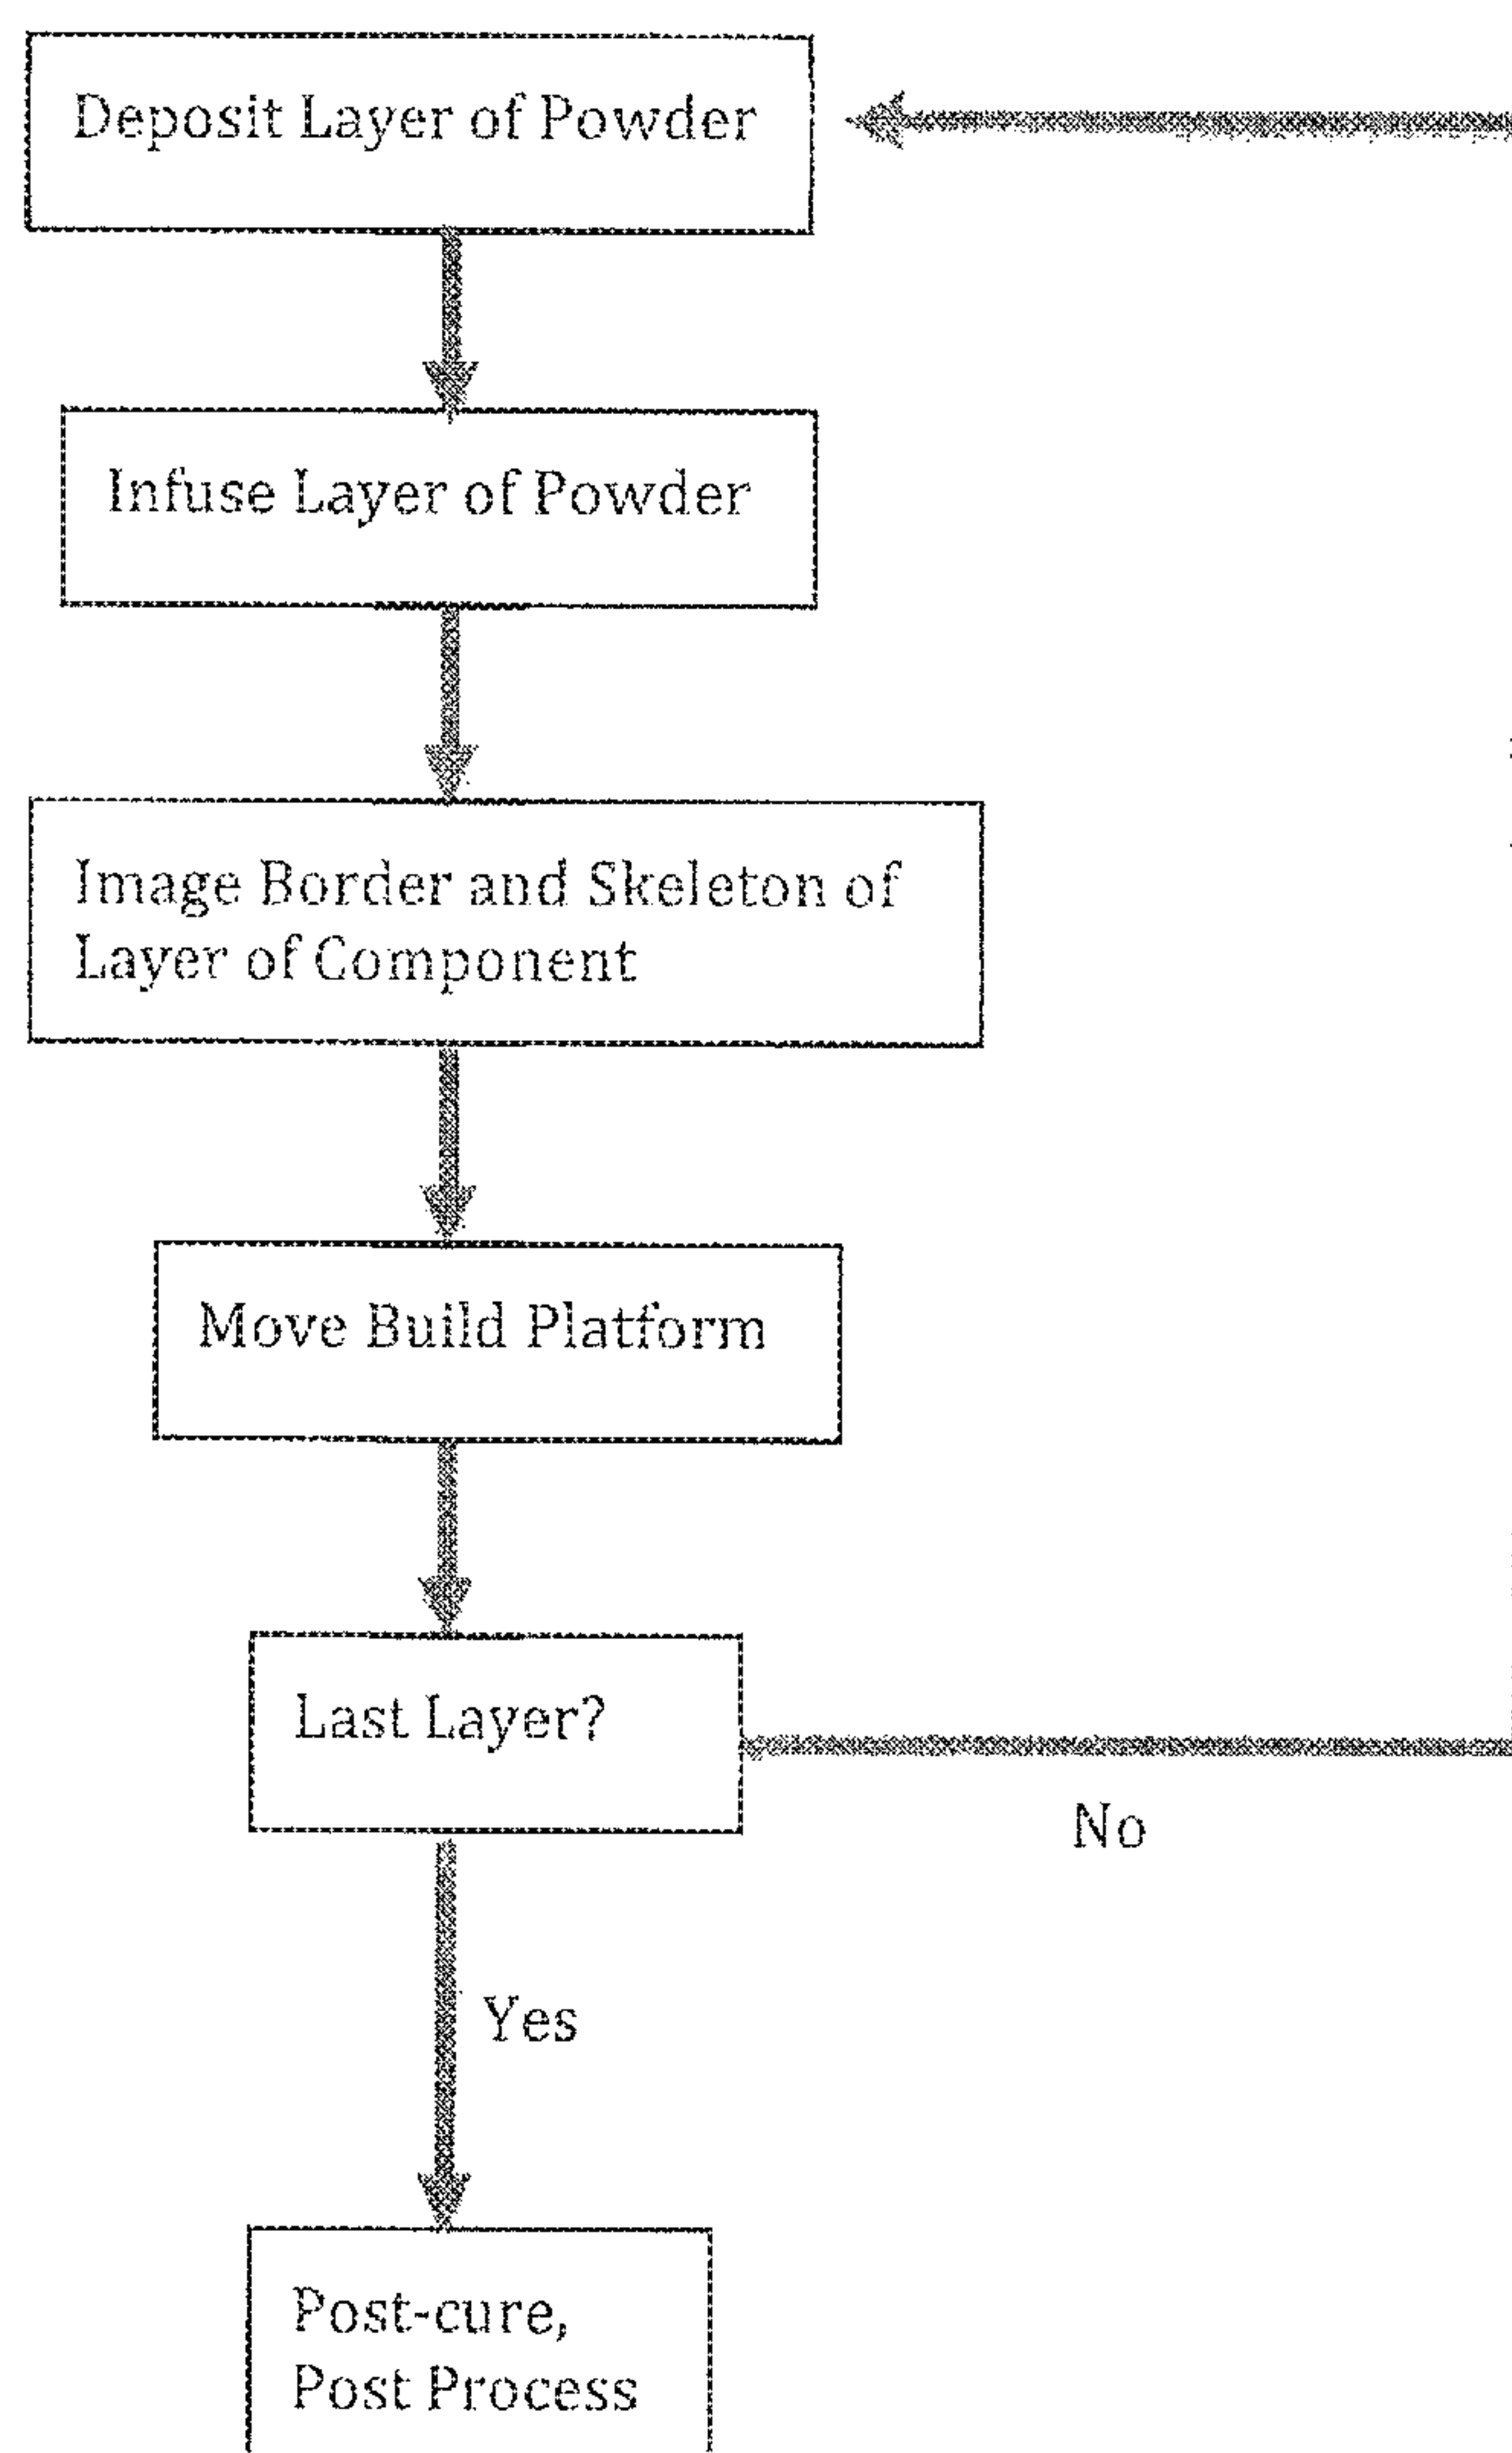 Deposit Layer of Powder
Infuse Layer of Powder
Image Border and Skeleton of
Layer of Component
Move Build Platform
Last Layer?
No
Yes
Post-cure,
Post Process